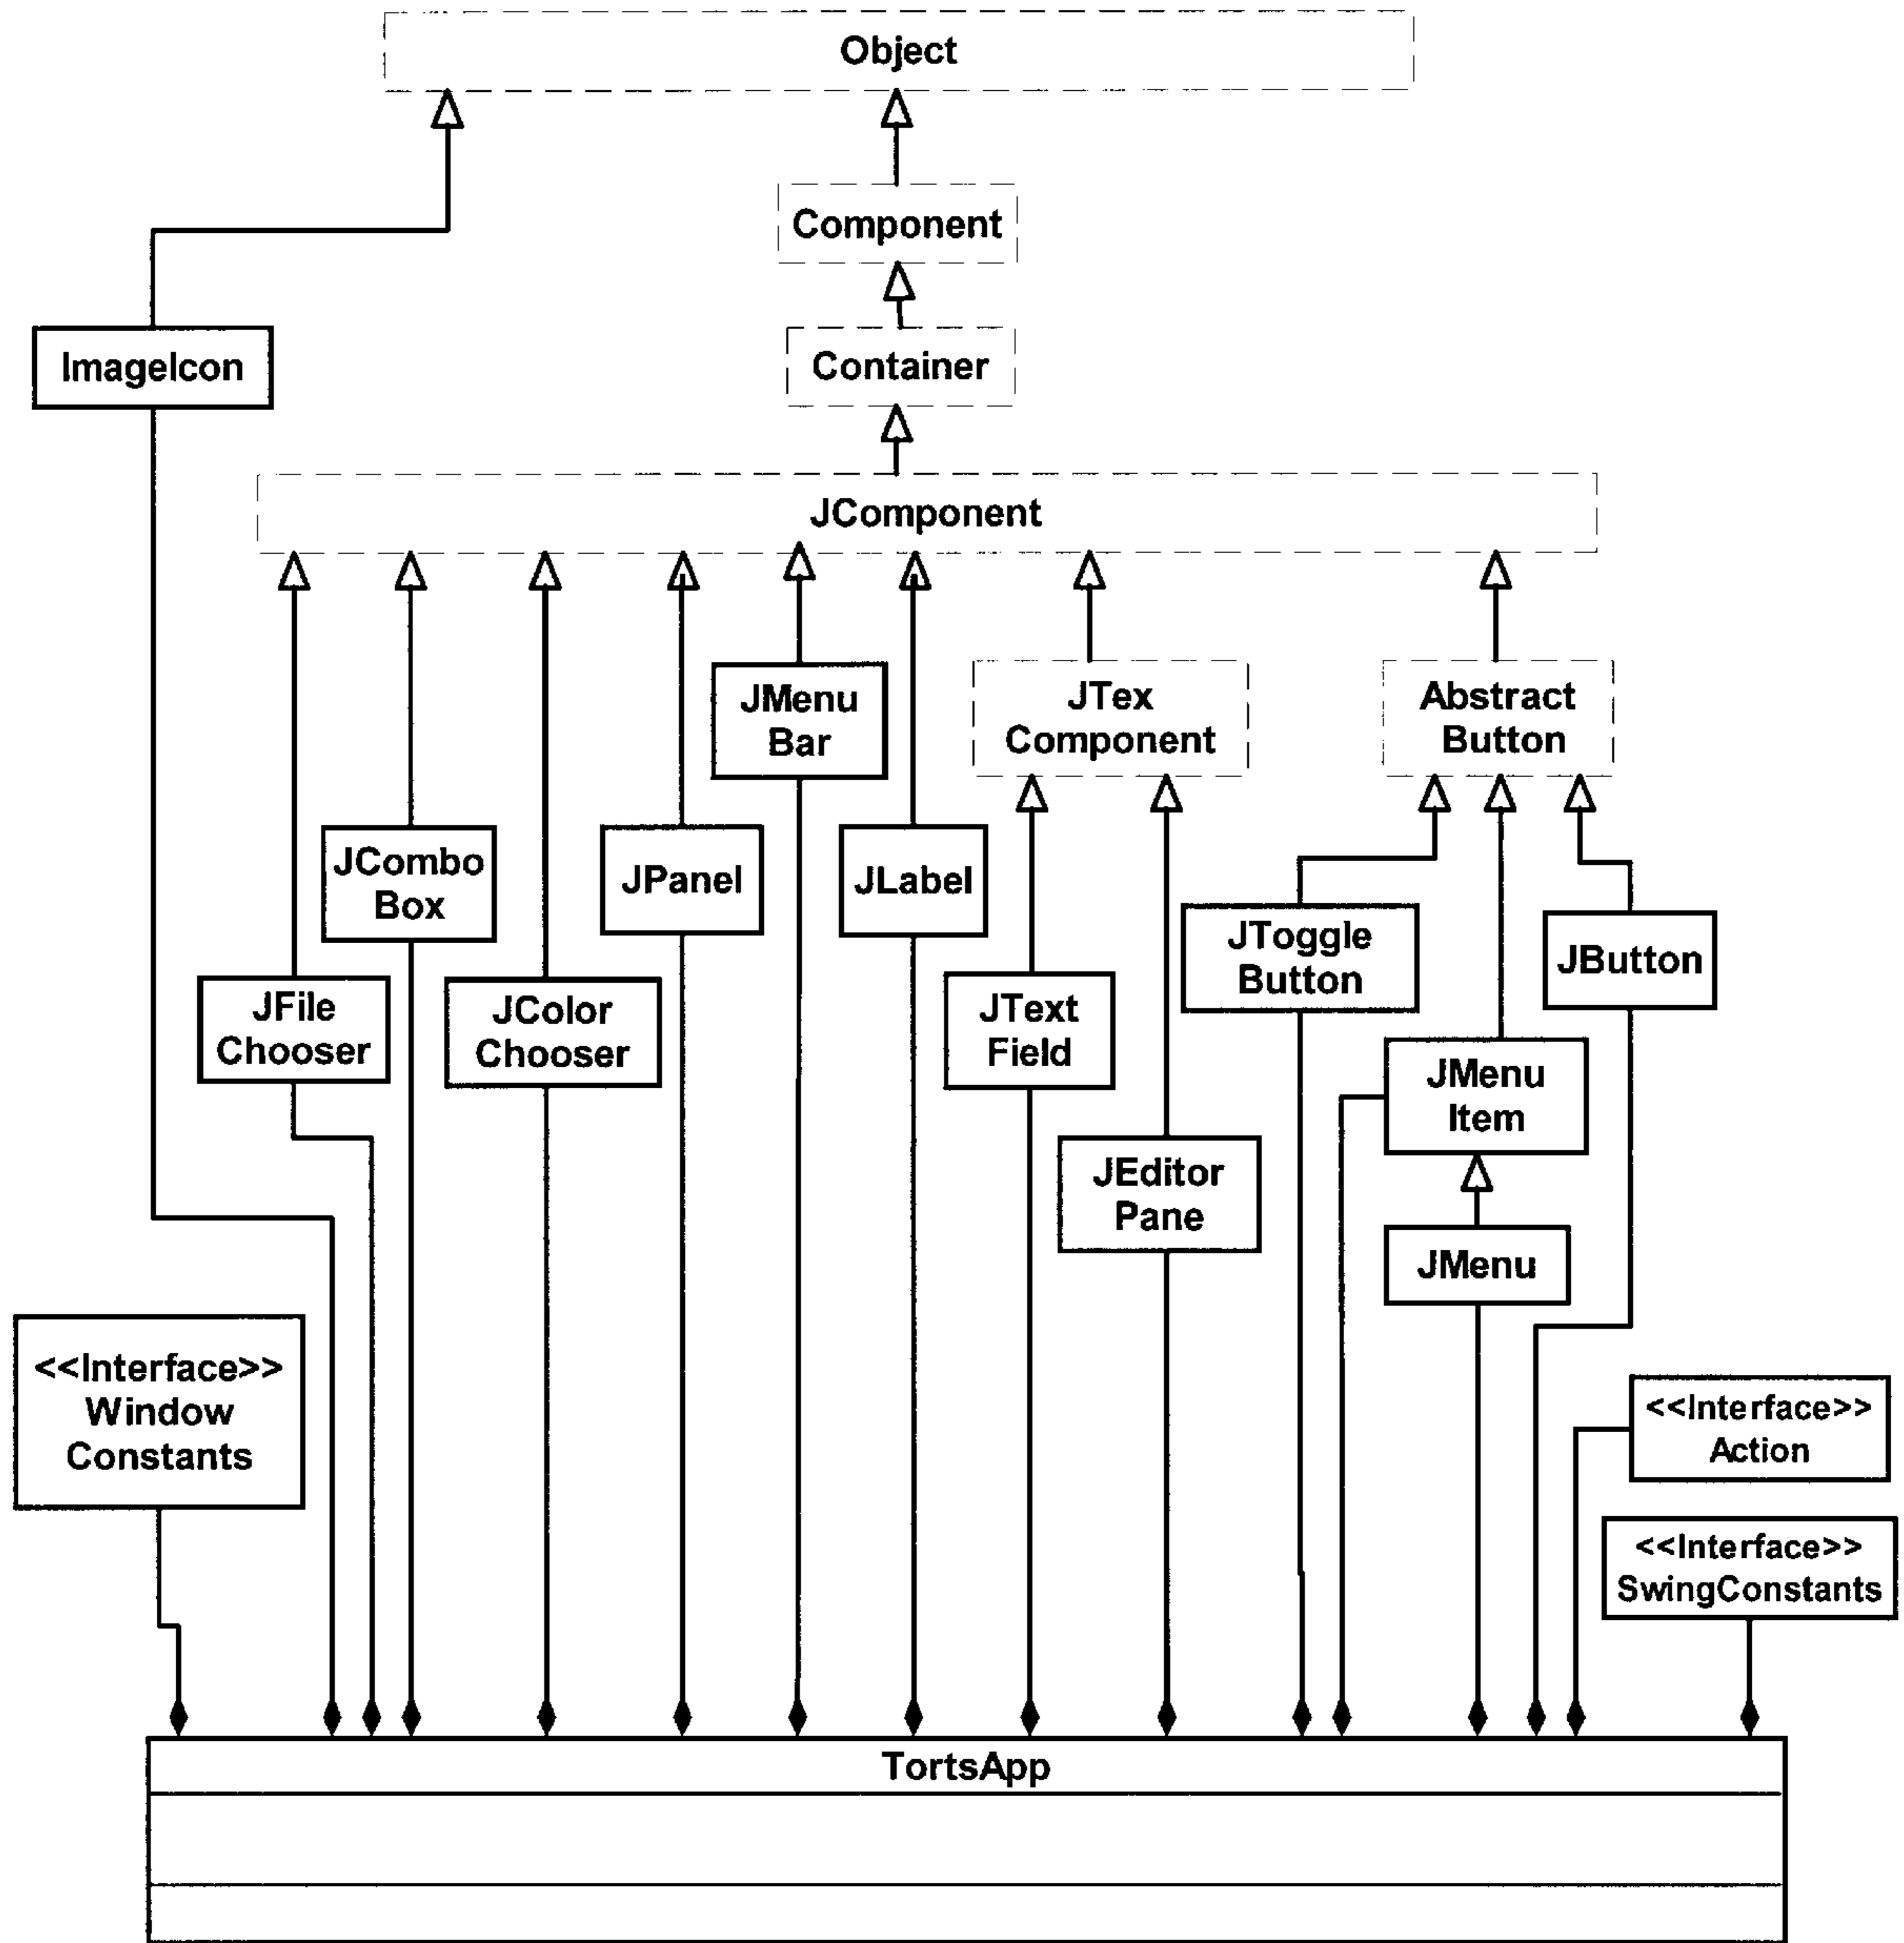 Object
Component
ImageIcon
Container
JComponent
JMenu
Bar
JTex
Component
Abstract
Button
JCombo
Box
JPanel
JLabel
JToggle
Button
JButton
JFile
Chooser
JColor
Chooser
JText
Field
JMenu
Item
JEditor
Pane
JMenu
<<Interface>>
Window
Constants
<<Interface>>
Action
<<Interface>>
SwingConstants
TortsApp